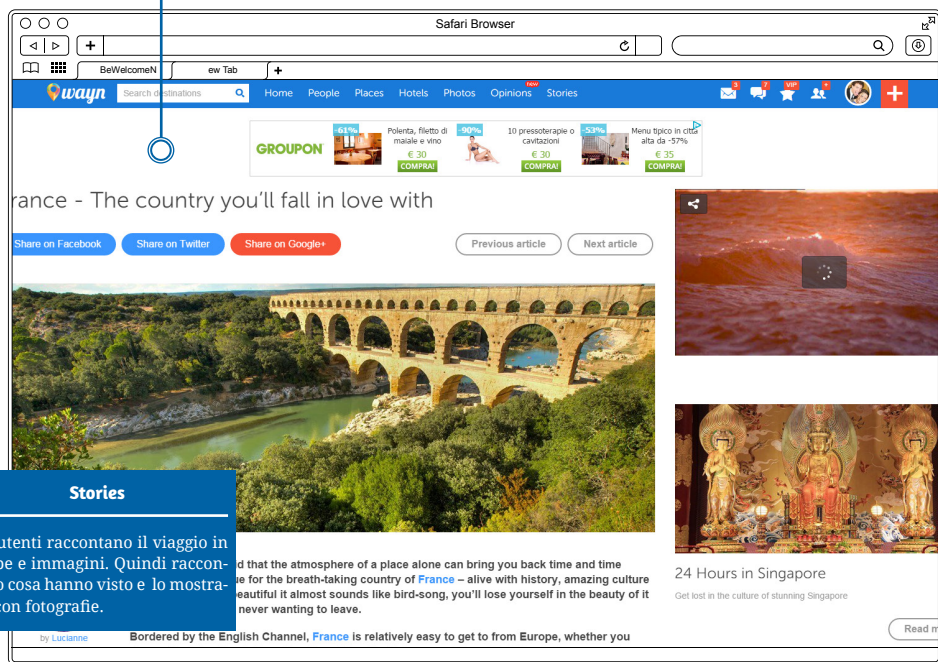 Safari Browser
BeWelcomeN
ew Tab
wayn
Search destinations
Home People Places Hotels Photos Opinions Stories
new
3 7 VIP
GROUPON
-61%
Polenta, filetto di
maiale e vino
€ 30
COMPRA!
-90%
10 pressoterapie o
cavitazioni
€ 30
COMPRA!
-53%
Menu tipico in città
alta da -57%
€ 35
COMPRA!
rance - The country you’ll fall in love with
Share on Facebook
Share on Twitter
Share on Google+
Previous article
Next article
Stories
utenti raccontano il viaggio in
pe e immagini. Quindi raccon-
o cosa hanno visto e lo mostra-
con fotografie.
d that the atmosphere of a place alone can bring you back time and time
ue for the breath-taking country of France – alive with history, amazing culture
eautiful it almost sounds like bird-song, you’ll lose yourself in the beauty of it
never wanting to leave.
by Lucianne
Bordered by the English Channel, France is relatively easy to get to from Europe, whether you
24 Hours in Singapore
Get lost in the culture of stunning Singapore
Read m